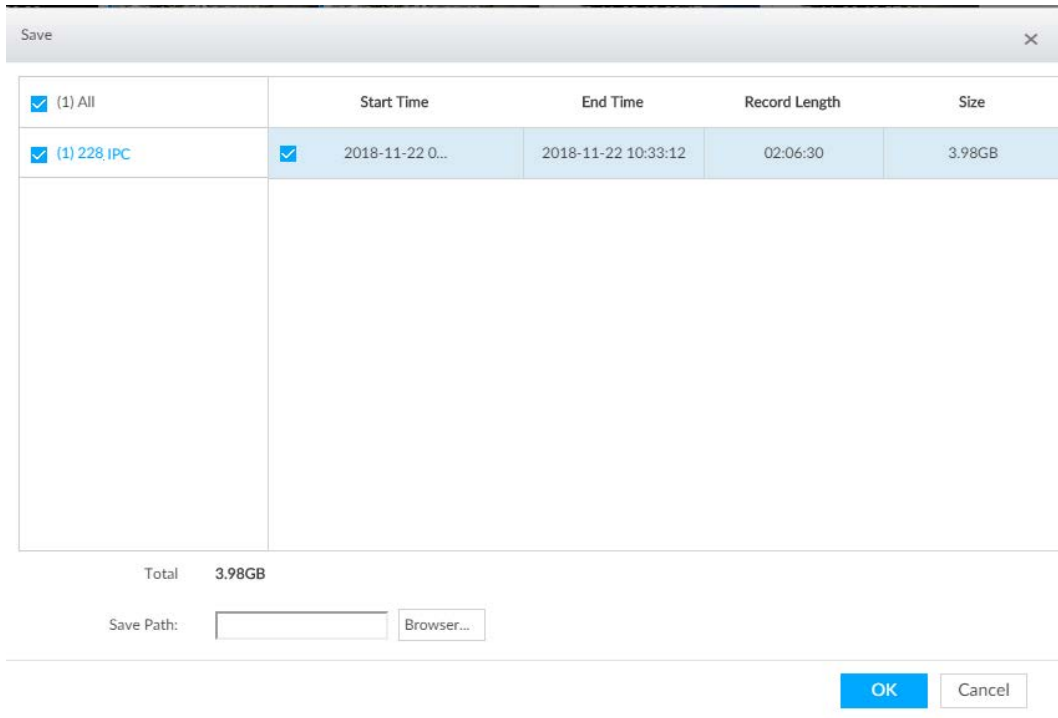 Save
(1) All Start Time End Time Record Length Size
(1) 228 IPC 2018-11-22 0... 2018-11-22 10:33:12 02:06:30 3.98GB
Total 3.98GB
Save Path: Browser...
OK Cancel